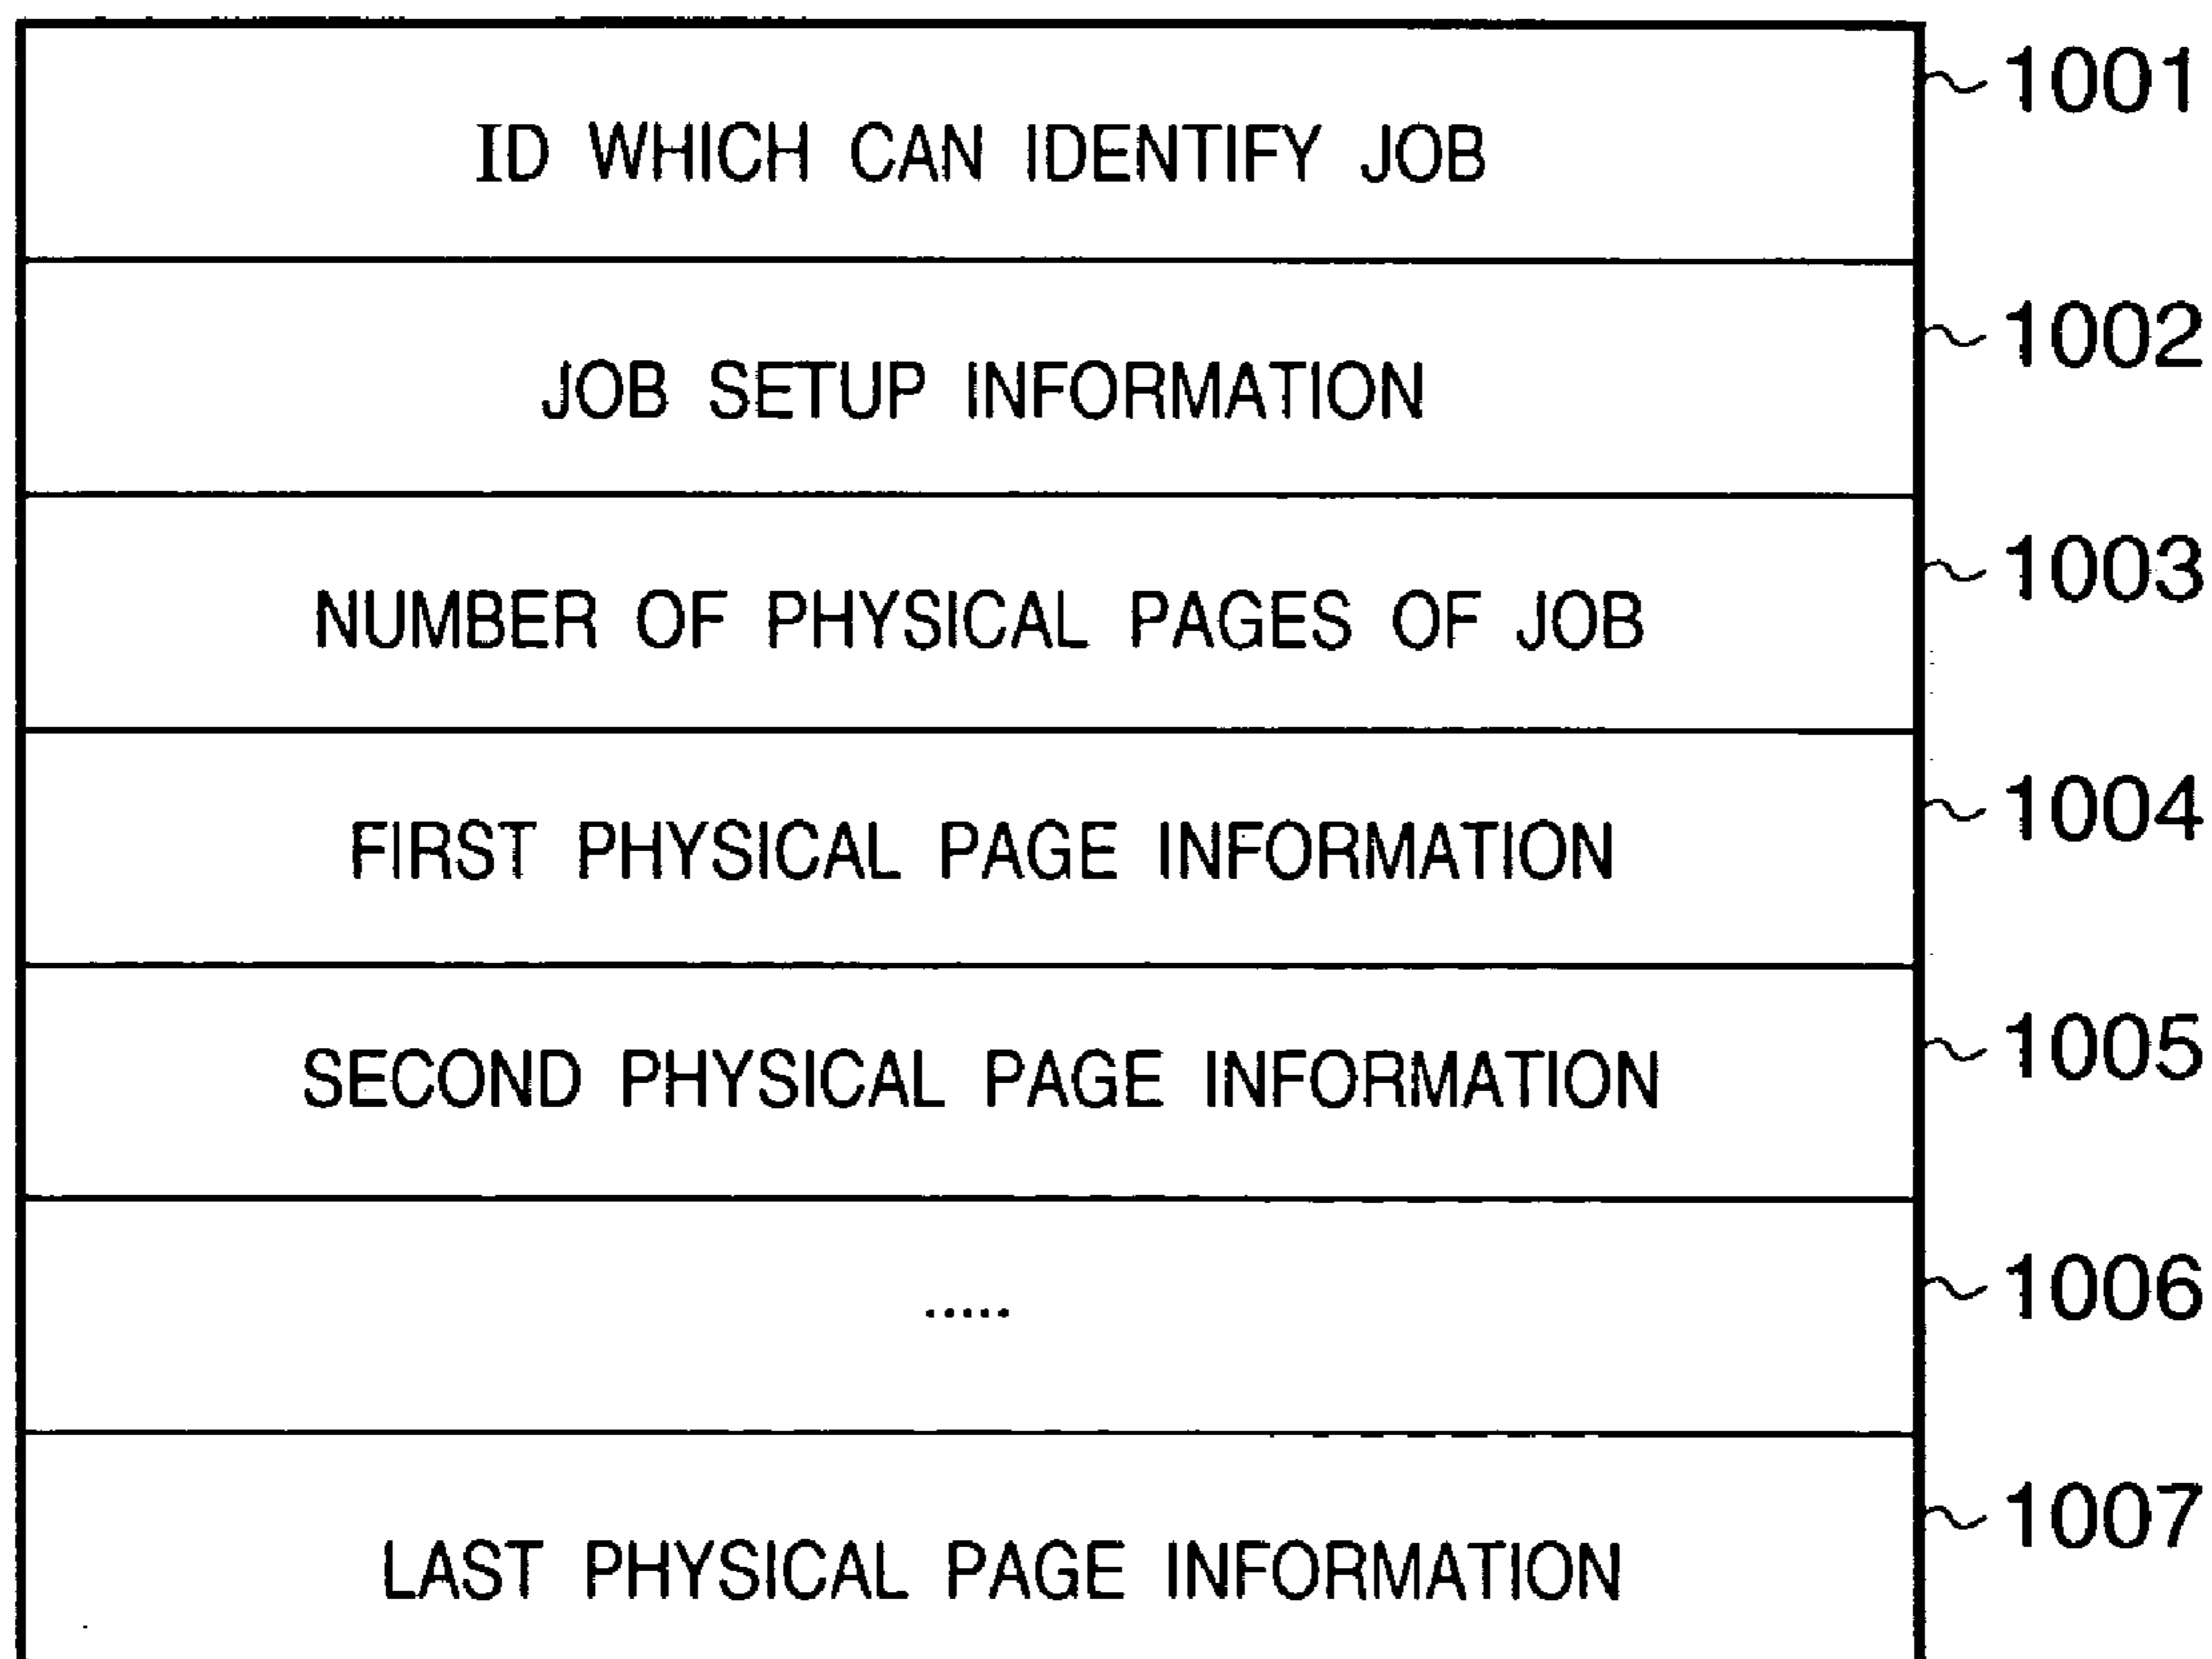 ID WHICH CAN IDENTIFY JOB 1001
JOB SETUP INFORMATION 1002
NUMBER OF PHYSICAL PAGES OF JOB 1003
FIRST PHYSICAL PAGE INFORMATION 1004
SECOND PHYSICAL PAGE INFORMATION 1005
..... 1006
LAST PHYSICAL PAGE INFORMATION 1007